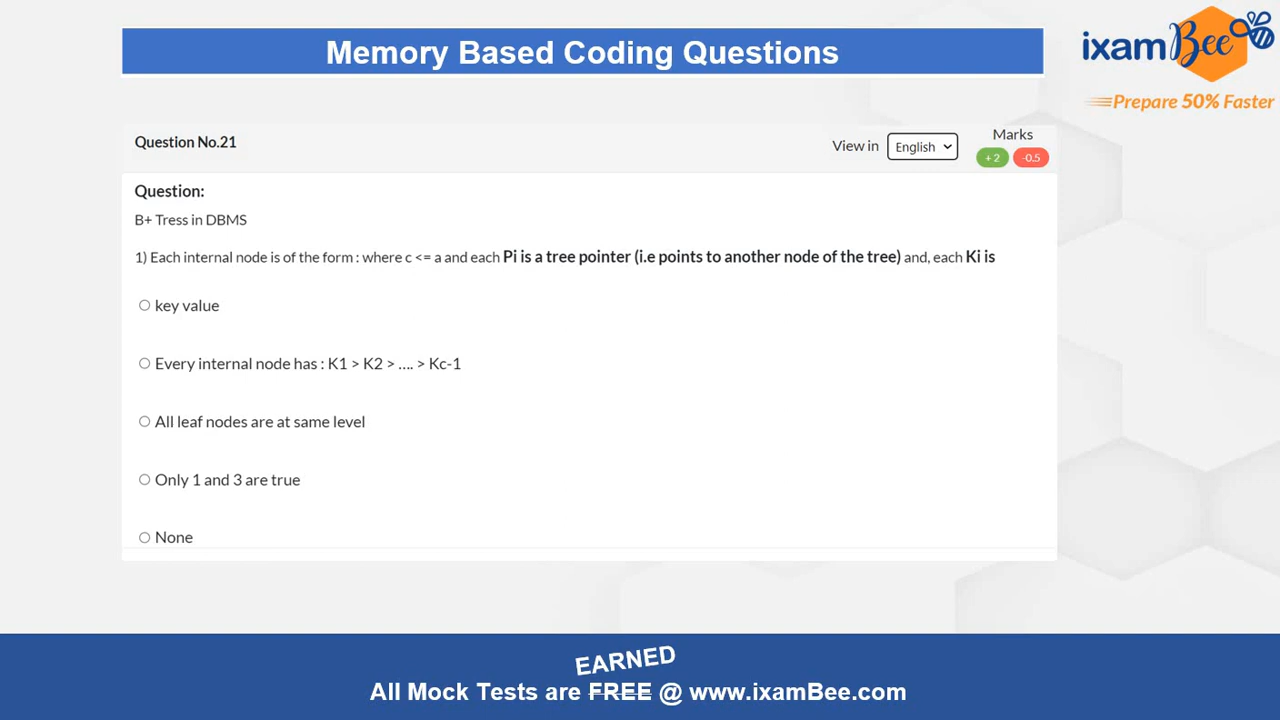 Memory Based Coding Questions
ixamBee
Prepare 50% Faster
Question No.21
View in English
Marks
+ 2 -0.5
Question:
B+ Tress in DBMS
1) Each internal node is of the form : where c <= a and each Pi is a tree pointer (i.e points to another node of the tree) and, each Ki is
key value
Every internal node has : K1 > K2 > .... > Kc-1
All leaf nodes are at same level
Only 1 and 3 are true
None
EARNED
All Mock Tests are FREE @ www.ixamBee.com